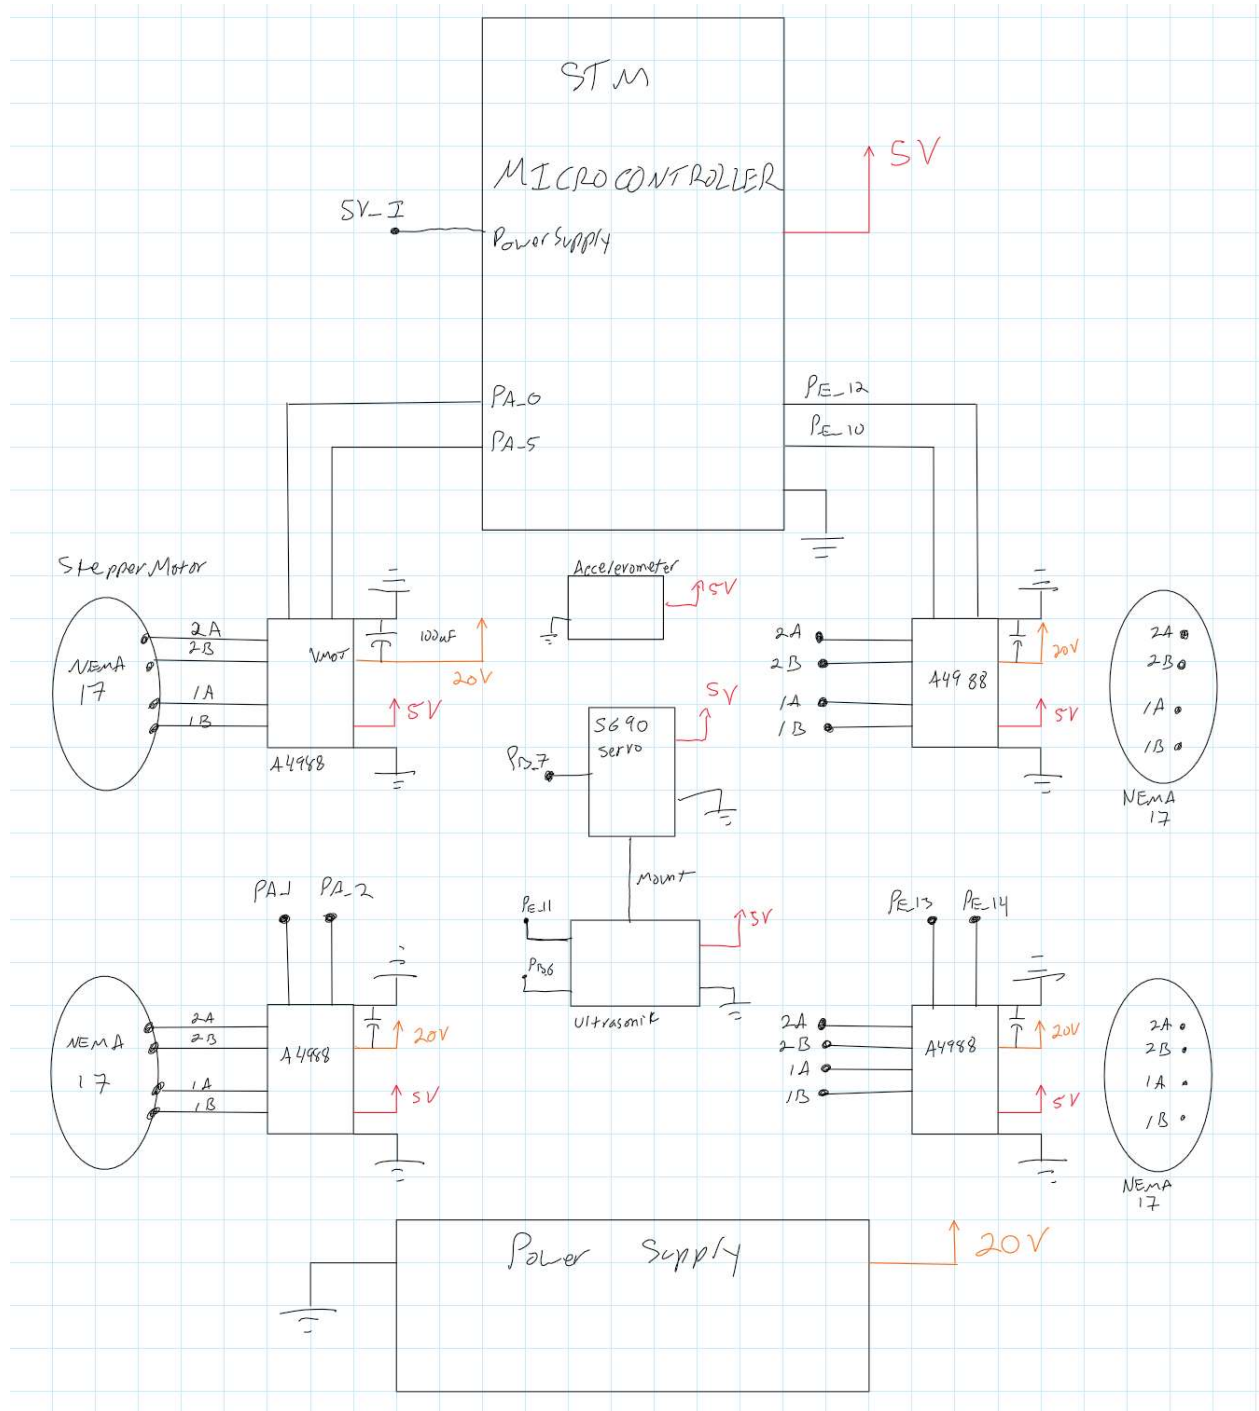 STM
MICROCONTROLLER
5V
5V_I
Power Supply
PA_0
PE_12
PA_5
PE_10
Stepper Motor
Accelerometer
5V
2A
2B
100uF
VMOT
NEMA
17
20V
1A
1B
5V
A4988
2A
2B
1A
1B
20V
A4988
5V
2A
2B
1A
1B
NEMA
17
SG90
servo
5V
PB_7
Mount
PA_1
PA_2
PE_11
5V
PB_6
Ultrasonik
PE_13
PE_14
2A
2B
NEMA
17
A4988
20V
1A
1B
5V
2A
2B
1A
1B
A4988
20V
5V
2A
2B
1A
1B
NEMA
17
Power Supply
20V